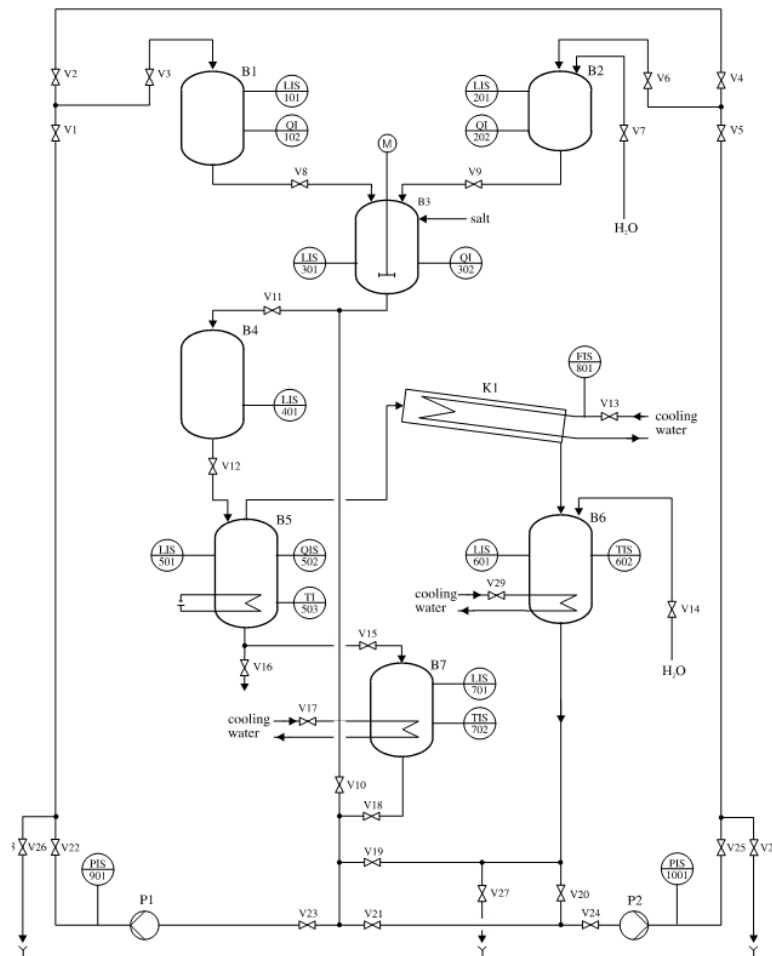 V2
V3
B1
LIS
101
QI
102
V1
V8
M
LIS
201
QI
202
B2
V6
V4
V7
V5
V9
B3
salt
H₂O
LIS
301
QI
302
V11
B4
LIS
401
V12
K1
FIS
801
V13
cooling
water
B5
LIS
501
QIS
502
TI
503
V16
V15
B6
LIS
601
TIS
602
V29
cooling
water
V14
H₂O
B7
LIS
701
TIS
702
V17
cooling
water
V10
V18
V26
V22
PIS
901
P1
V23
V19
V21
V27
V20
V24
P2
PIS
1001
V25